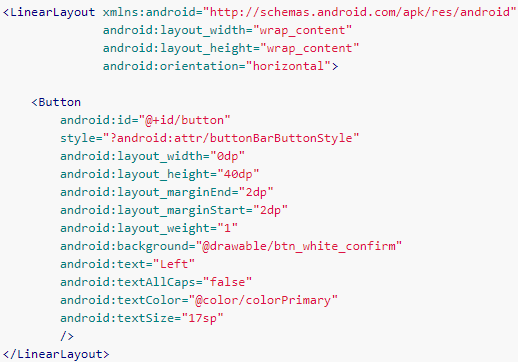 <LinearLayout xmlns:android="http://schemas.android.com/apk/res/android"
android:layout_width="wrap_content"
android:layout_height="wrap_content"
android:orientation="horizontal">
<Button
android:id="@+id/button"
style="?android:attr/buttonBarButtonStyle"
android:layout_width="0dp"
android:layout_height="40dp"
android:layout_marginEnd="2dp"
android:layout_marginStart="2dp"
android:layout_weight="1"
android:background="@drawable/btn_white_confirm"
android:text="Left"
android:textAllCaps="false"
android:textColor="@color/colorPrimary"
android:textSize="17sp"
/>
</LinearLayout>